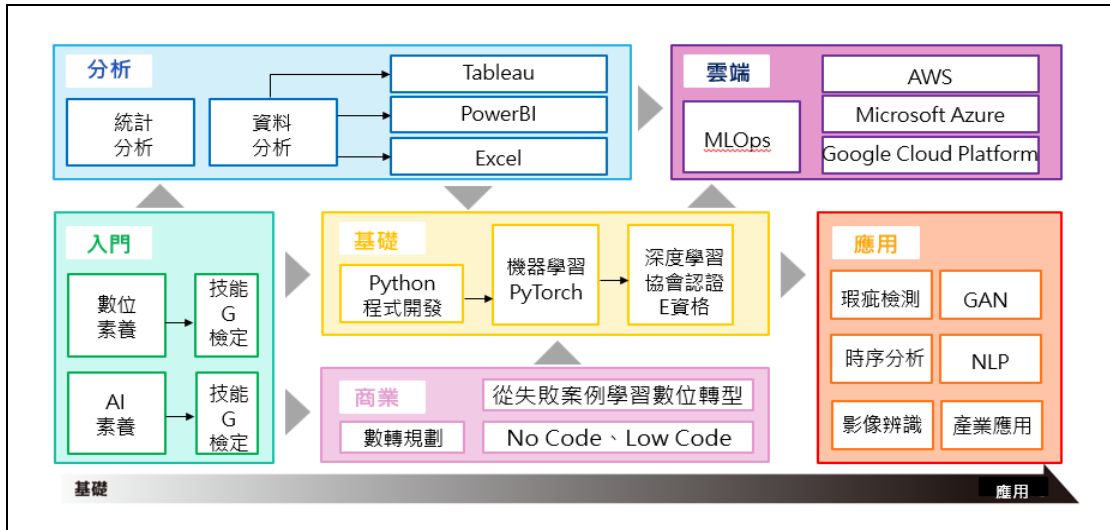 分析
統計
分析
資料
分析
Tableau
PowerBI
Excel
雲端
MLOps
AWS
Microsoft Azure
Google Cloud Platform
入門
數位
素養
技能
G
檢定
AI
素養
技能
G
檢定
基礎
Python
程式開發
機器學習
PyTorch
深度學習
協會認證
E資格
商業
從失敗案例學習數位轉型
數轉規劃
No Code、Low Code
應用
瑕疵檢測
GAN
時序分析
NLP
影像辨識
產業應用
基礎
應用